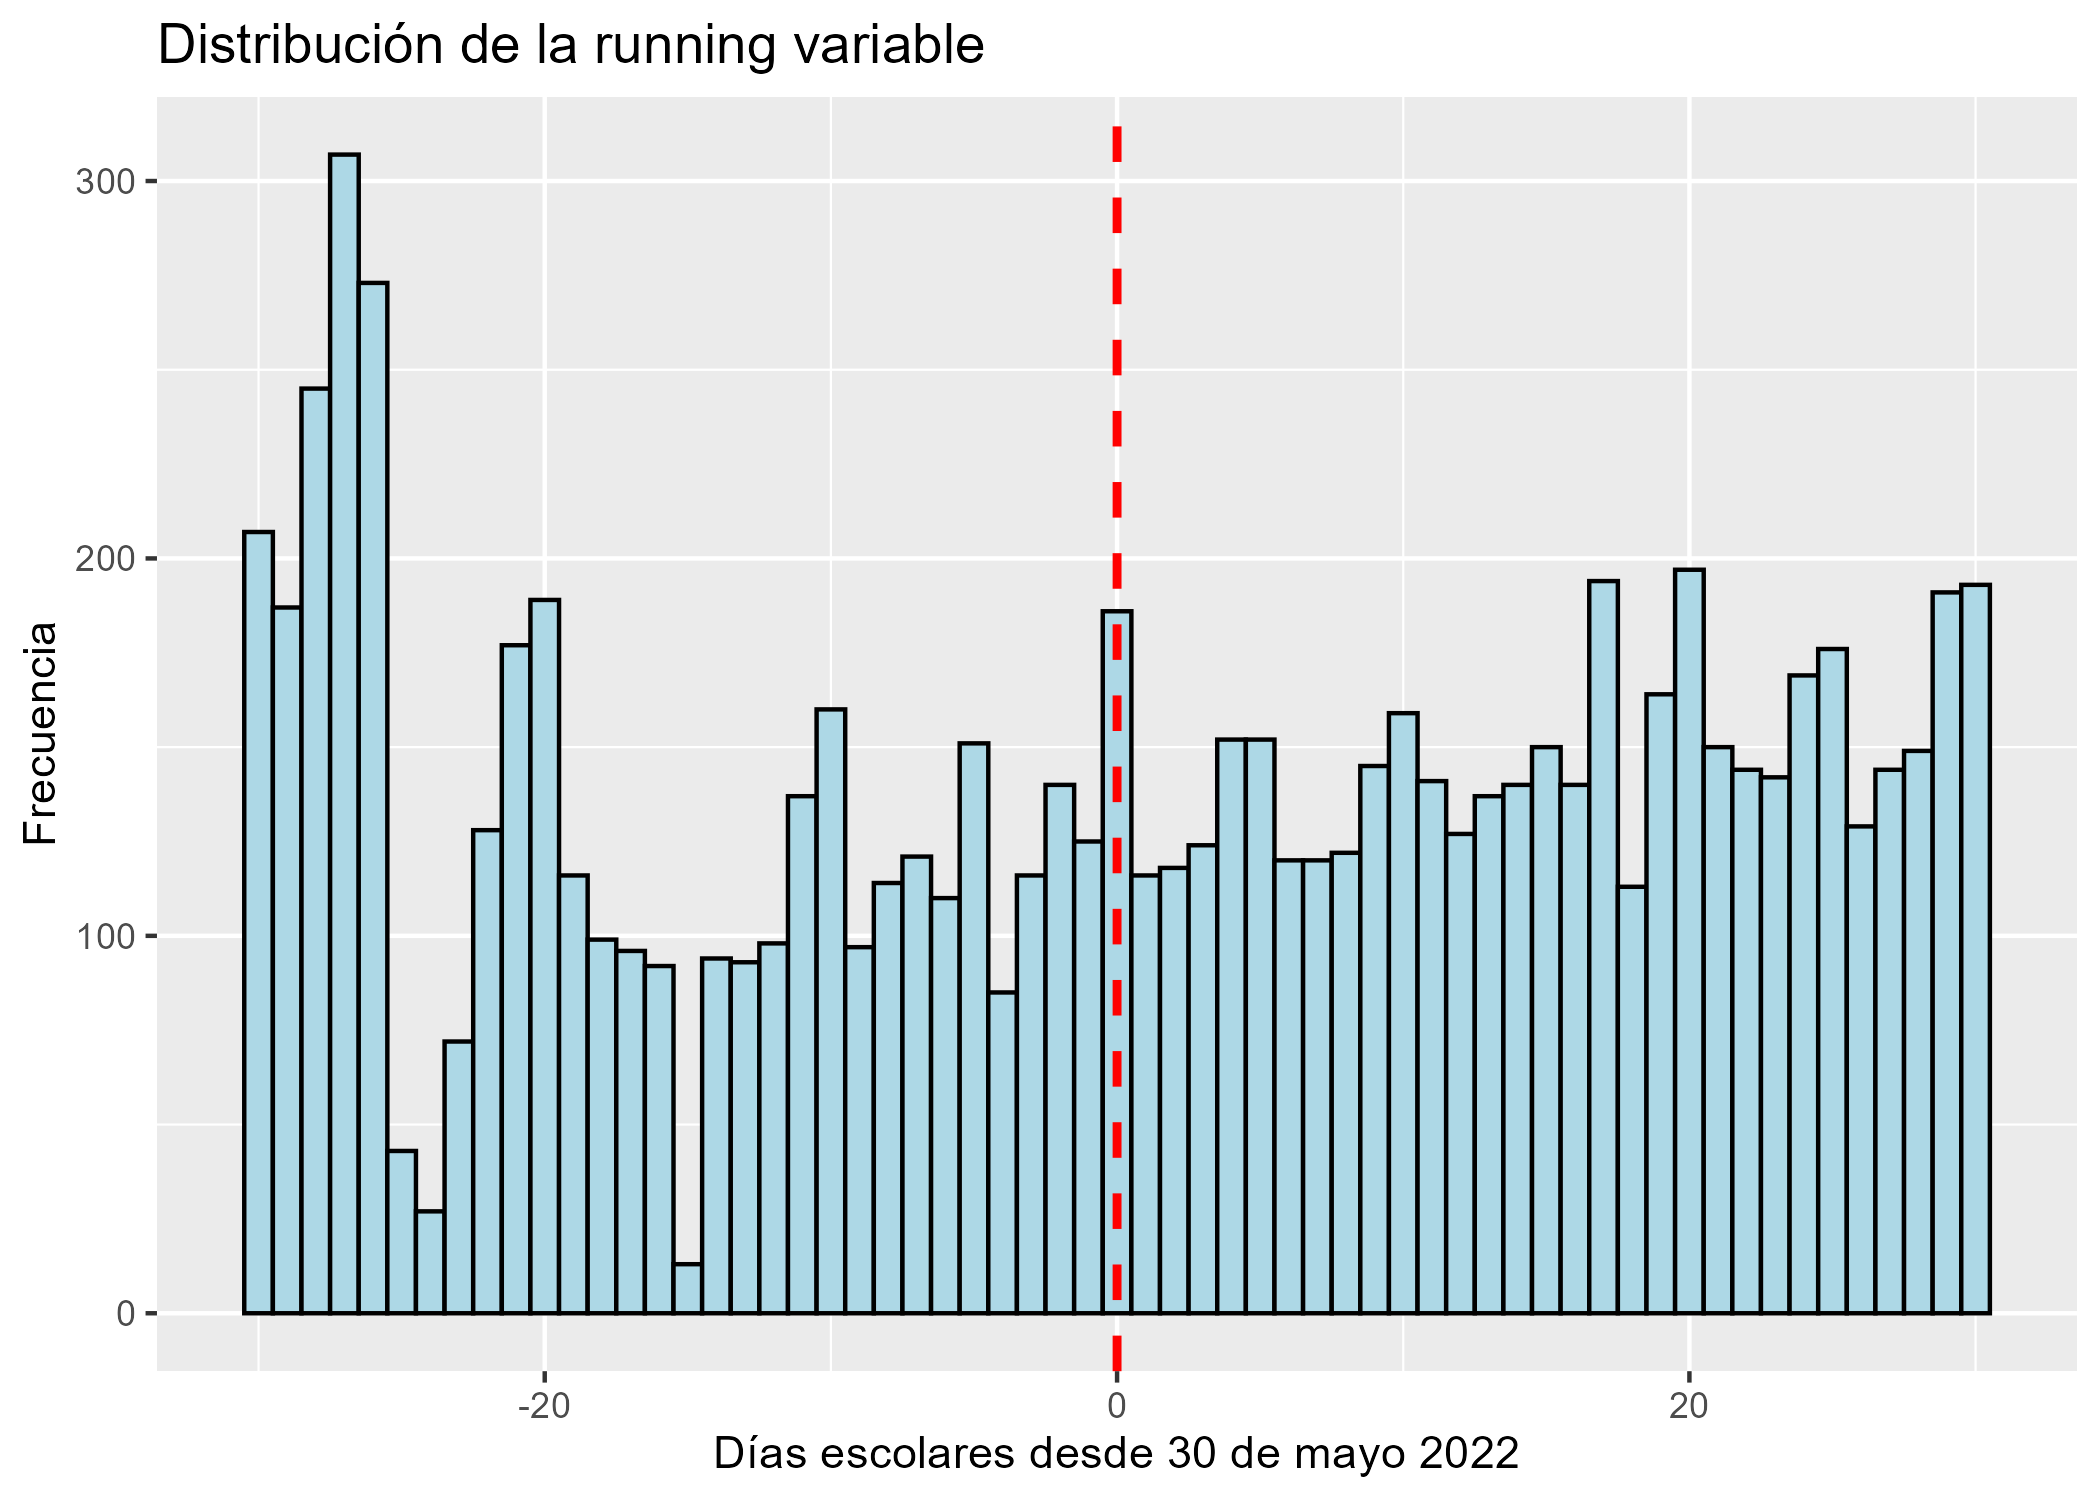 Distribución de la running variable
Frecuencia
300
200
100
0
-20
0
20
Días escolares desde 30 de mayo 2022